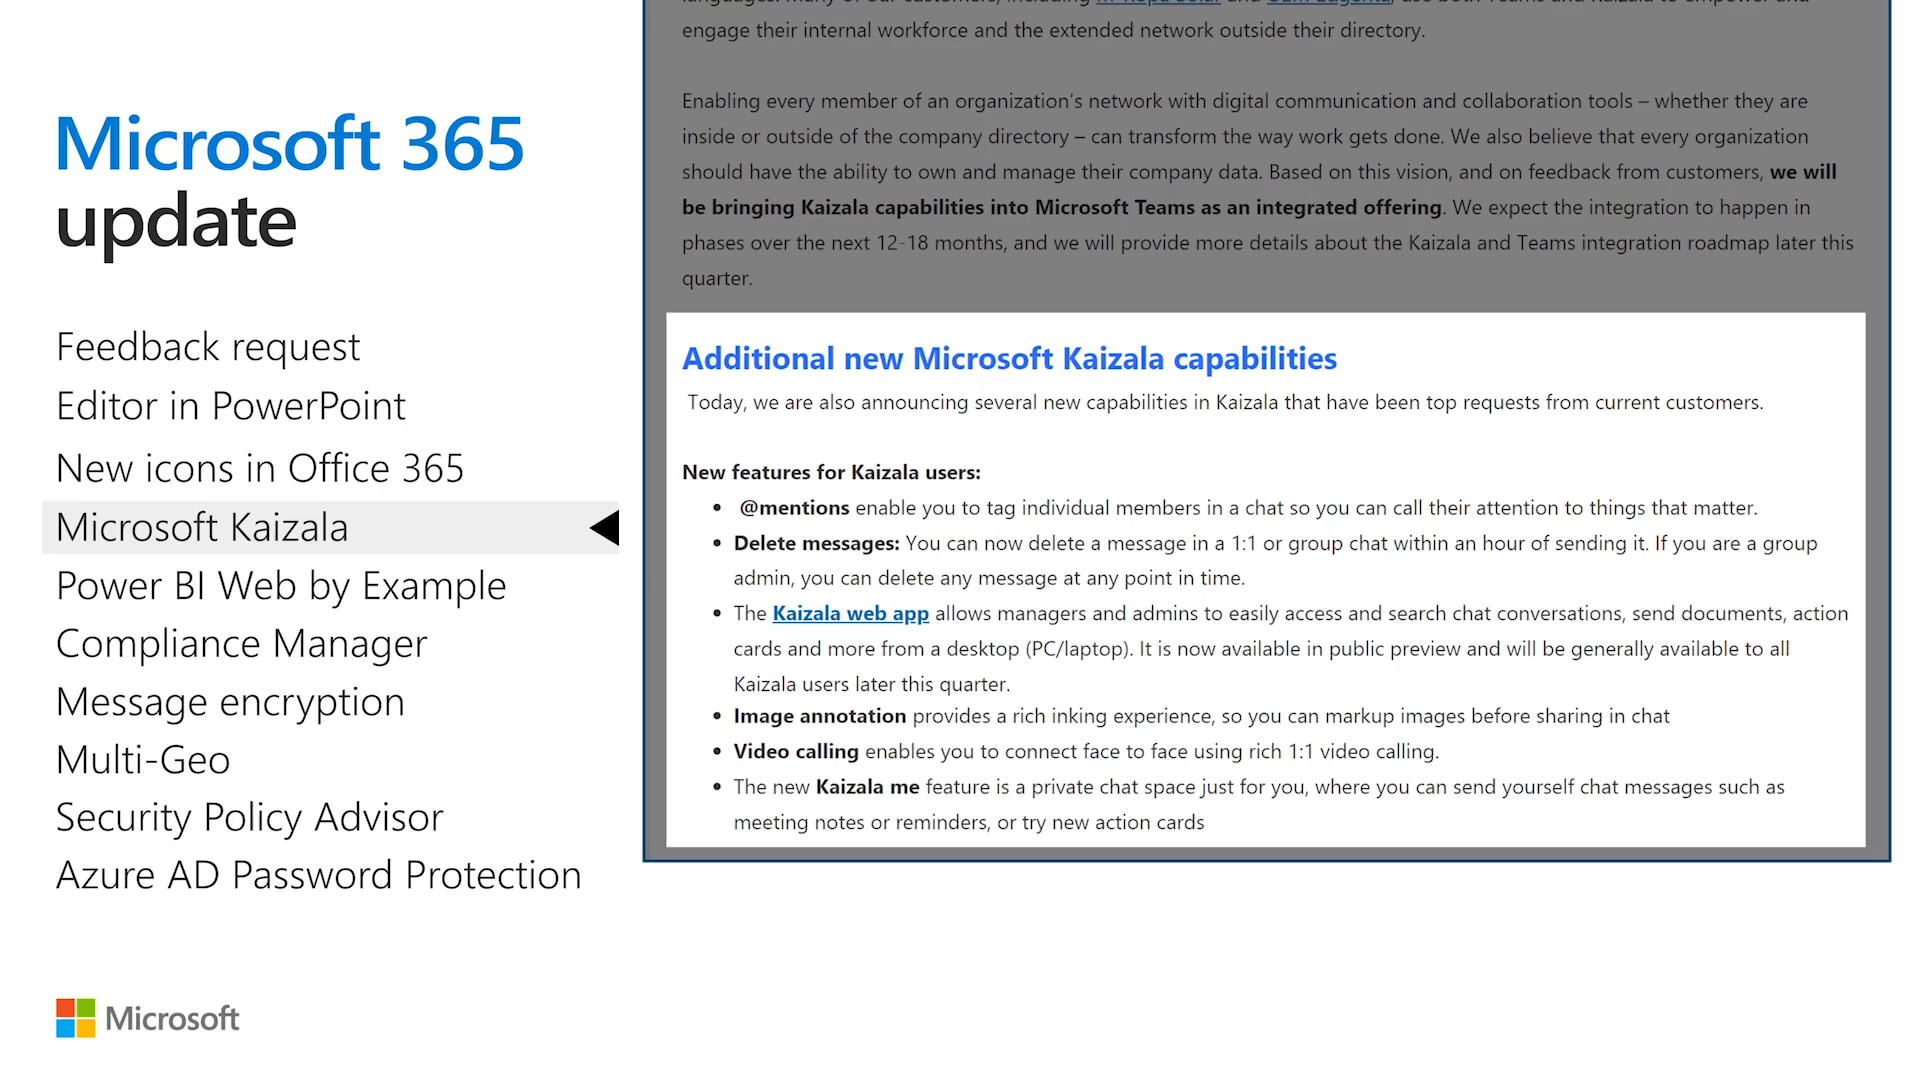 Microsoft 365
update
Feedback request
Editor in PowerPoint
New icons in Office 365
Microsoft Kaizala
Power BI Web by Example
Compliance Manager
Message encryption
Multi-Geo
Security Policy Advisor
Azure AD Password Protection
Microsoft
engage their internal workforce and the extended network outside their directory.
Enabling every member of an organization's network with digital communication and collaboration tools – whether they are
inside or outside of the company directory – can transform the way work gets done. We also believe that every organization
should have the ability to own and manage their company data. Based on this vision, and on feedback from customers, we will
be bringing Kaizala capabilities into Microsoft Teams as an integrated offering. We expect the integration to happen in
phases over the next 12-18 months, and we will provide more details about the Kaizala and Teams integration roadmap later this
quarter.
Additional new Microsoft Kaizala capabilities
Today, we are also announcing several new capabilities in Kaizala that have been top requests from current customers.
New features for Kaizala users:
• @mentions enable you to tag individual members in a chat so you can call their attention to things that matter.
• Delete messages: You can now delete a message in a 1:1 or group chat within an hour of sending it. If you are a group
admin, you can delete any message at any point in time.
• The Kaizala web app allows managers and admins to easily access and search chat conversations, send documents, action
cards and more from a desktop (PC/laptop). It is now available in public preview and will be generally available to all
Kaizala users later this quarter.
• Image annotation provides a rich inking experience, so you can markup images before sharing in chat
• Video calling enables you to connect face to face using rich 1:1 video calling.
• The new Kaizala me feature is a private chat space just for you, where you can send yourself chat messages such as
meeting notes or reminders, or try new action cards